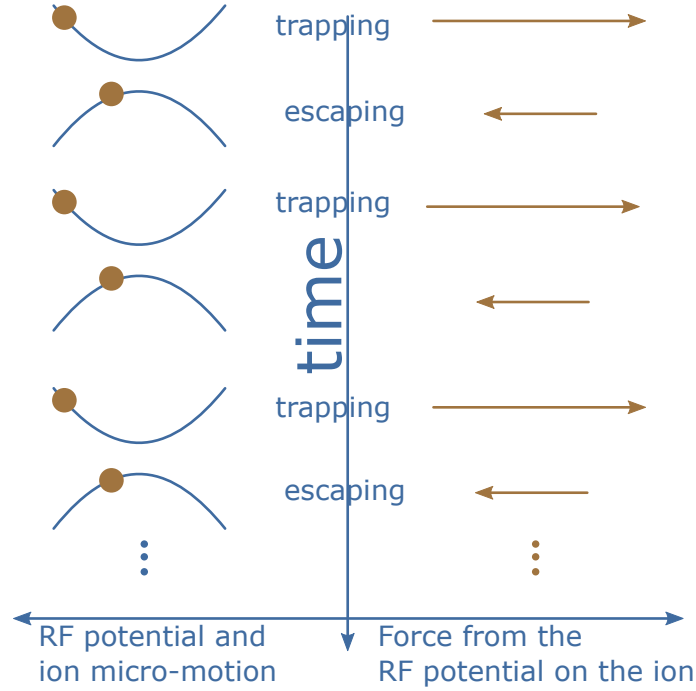 trapping
escaping
trapping
time
trapping
escaping
RF potential and
ion micro-motion
Force from the
RF potential on the ion